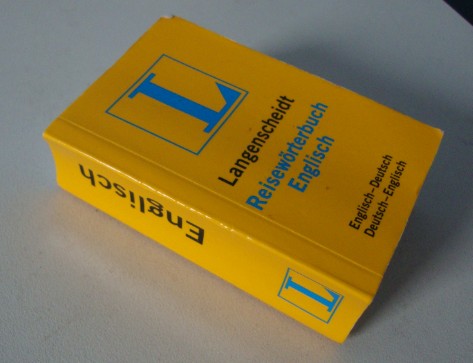 L
Langenscheidt
Reisewörterbuch
Englisch
Englisch–Deutsch
Deutsch–Englisch
Englisch
L